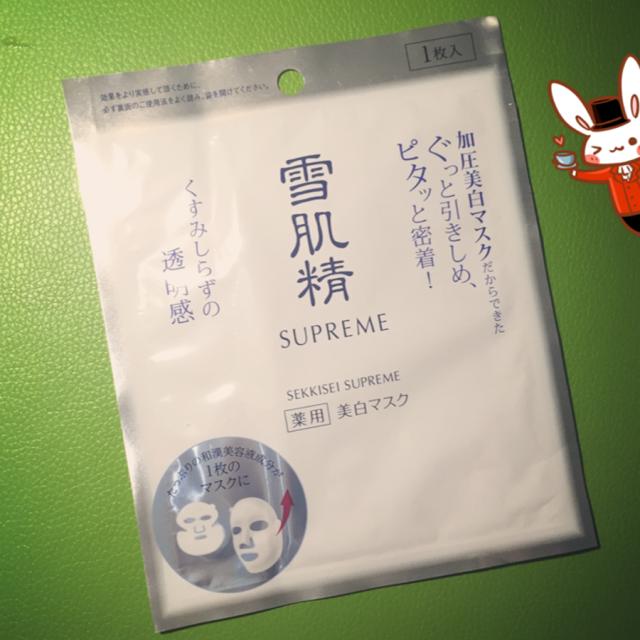 効果をより実感して頂くために、
必ず裏面のご使用法をよく読み、袋を開けてください。
1枚入
加圧美白マスクだからできた
ぐっと引きしめ、
ピタッと密着！
雪肌精
SUPREME
くすみしらずの
透明感
SEKKISEI SUPREME
薬用 美白マスク
たっぷりの和漢美容液成分が
1枚の
マスクに